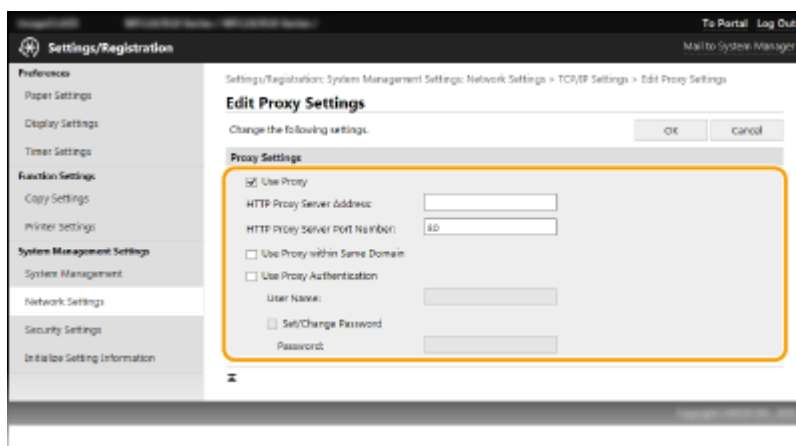 To Portal Log Out
Settings/Registration
Mail to System Manager
Preferences
Paper Settings
Display Settings
Timer Settings
Function Settings
Copy Settings
Printer Settings
System Management Settings
System Management
Network Settings
Security Settings
Initialize Setting Information
Settings/Registration: System Management Settings: Network Settings > TCP/IP Settings > Edit Proxy Settings
Edit Proxy Settings
Change the following settings.
OK
Cancel
Proxy Settings
Use Proxy
HTTP Proxy Server Address:
HTTP Proxy Server Port Number:
80
Use Proxy within Same Domain
Use Proxy Authentication
User Name:
Set/Change Password
Password: